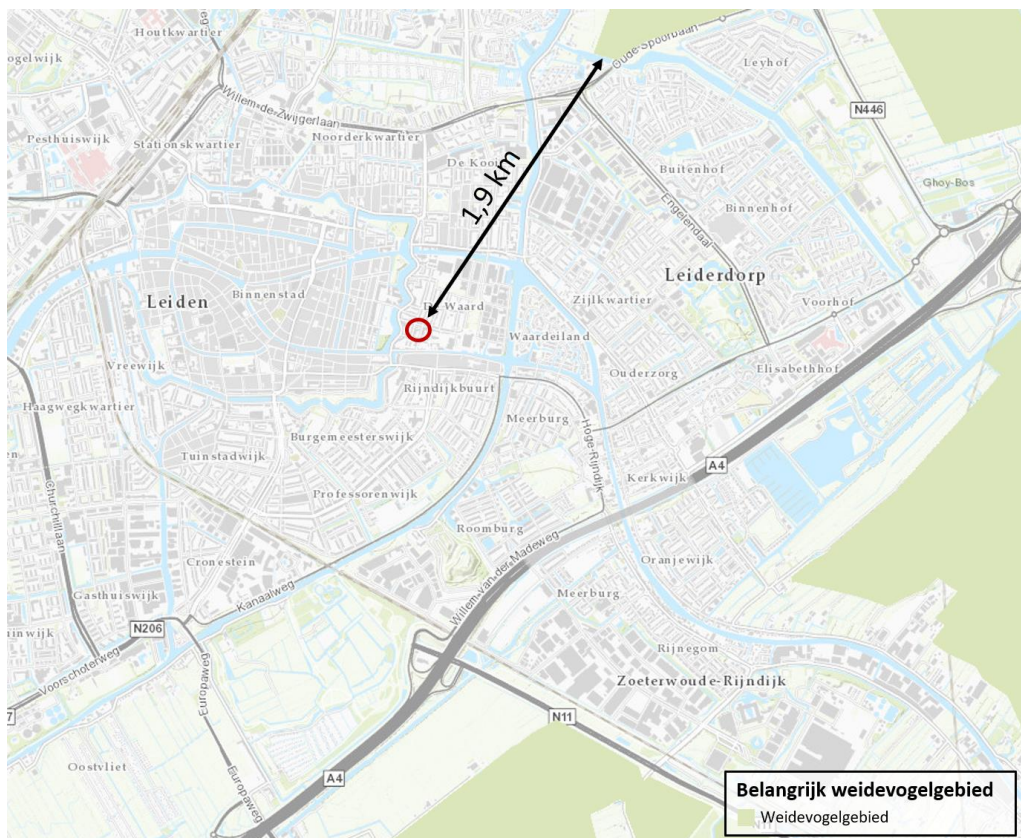 Houtkwartier
Oude-Spoorbaan
Leyhof
Willem-de-Zwijgerlaan
N446
Pesthuiswijk
Stationskwartier
Noorderkwartier
De Kooi
1,9 km
Buitenhof
Ghoy-Bos
Binnenhof
Engelendaal
Leiderdorp
Leiden
Binnenstad
De Waard
Zijlkwartier
Voorhof
Waardeiland
Vreewijk
Ouderzorg
Elisabethhof
Rijndijkbuurt
Haagwegkwartier
Meerburg
Burgemeesterswijk
Hoge-Rijndijk
Tuinstadwijk
A4
Kerkwijk
Professorenwijk
Churchilllaan
Roomburg
Willem-van-der-Madeweg
Oranjewijk
Cronestein
Gasthuiswijk
Kanaalweg
Meerburg
N206
Voorschoterweg
Rijnegom
Europaweg
Zoeterwoude-Rijndijk
N11
Oostvliet
A4
Europaweg
Belangrijk weidevogelgebied
Weidevogelgebied